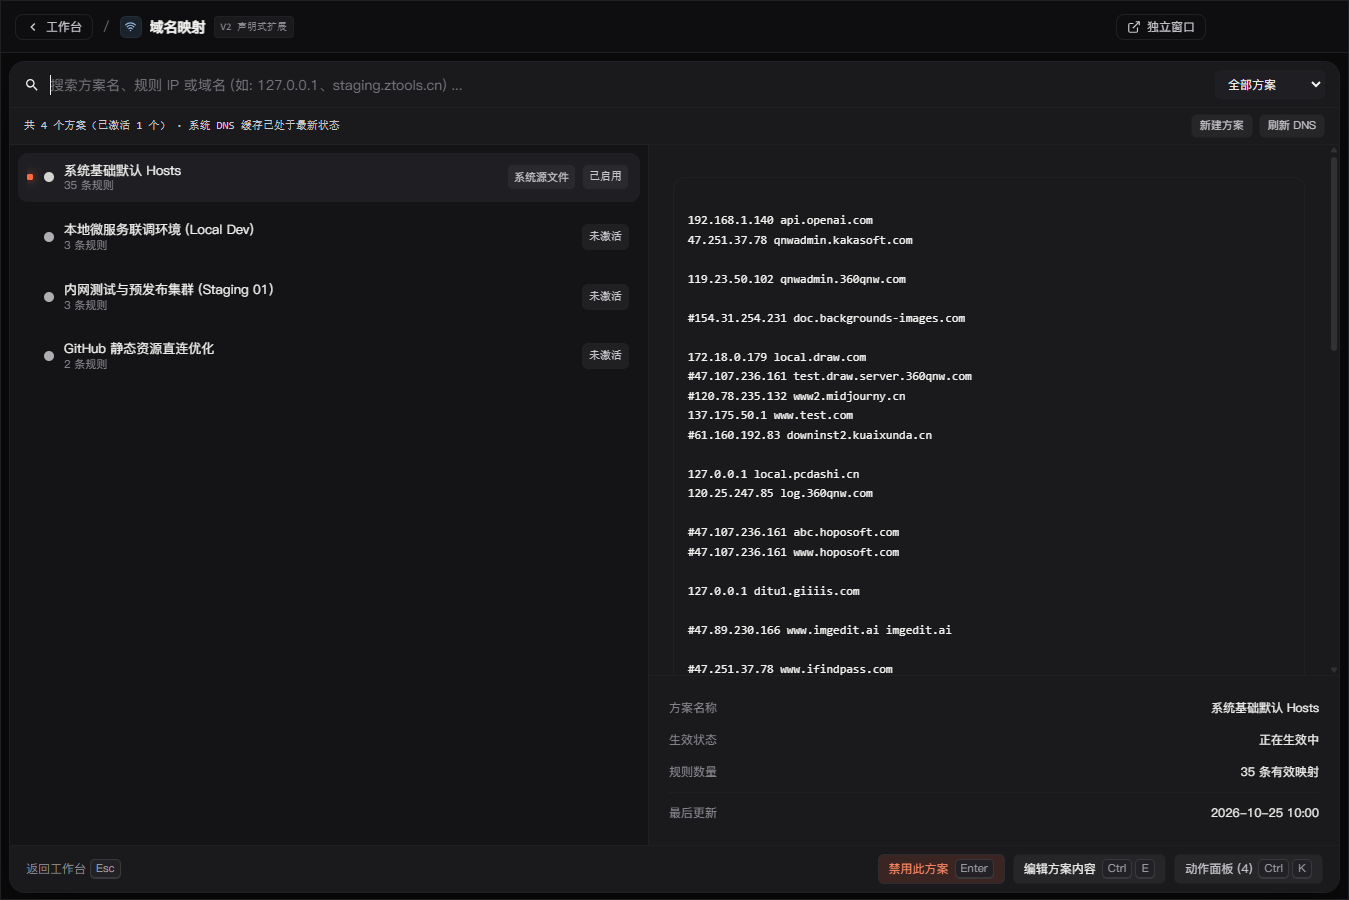 工作台 / 域名映射 V2 声明式扩展 独立窗口
搜索方案名、规则 IP 或域名 (如: 127.0.0.1、staging.ztools.cn) ... 全部方案
共 4 个方案 (已激活 1 个) · 系统 DNS 缓存已处于最新状态 新建方案 刷新 DNS
系统基础默认 Hosts
35 条规则
系统源文件 已启用
本地微服务联调环境 (Local Dev)
3 条规则
未激活
内网测试与预发布集群 (Staging 01)
3 条规则
未激活
GitHub 静态资源直连优化
2 条规则
未激活
192.168.1.140 api.openai.com
47.251.37.78 qnwadmin.kakasoft.com
119.23.50.102 qnwadmin.360qnw.com
#154.31.254.231 doc.backgrounds-images.com
172.18.0.179 local.draw.com
#47.107.236.161 test.draw.server.360qnw.com
#120.78.235.132 www2.midjourny.cn
137.175.50.1 www.test.com
#61.160.192.83 downinst2.kuaixunda.cn
127.0.0.1 local.pcdashi.cn
120.25.247.85 log.360qnw.com
#47.107.236.161 abc.hoposoft.com
#47.107.236.161 www.hoposoft.com
127.0.0.1 ditu1.giiiis.com
#47.89.230.166 www.imgedit.ai imgedit.ai
#47.251.37.78 www.ifindpass.com
方案名称 系统基础默认 Hosts
生效状态 正在生效中
规则数量 35 条有效映射
最后更新 2026-10-25 10:00
返回工作台 Esc 禁用此方案 Enter 编辑方案内容 Ctrl E 动作面板 (4) Ctrl K